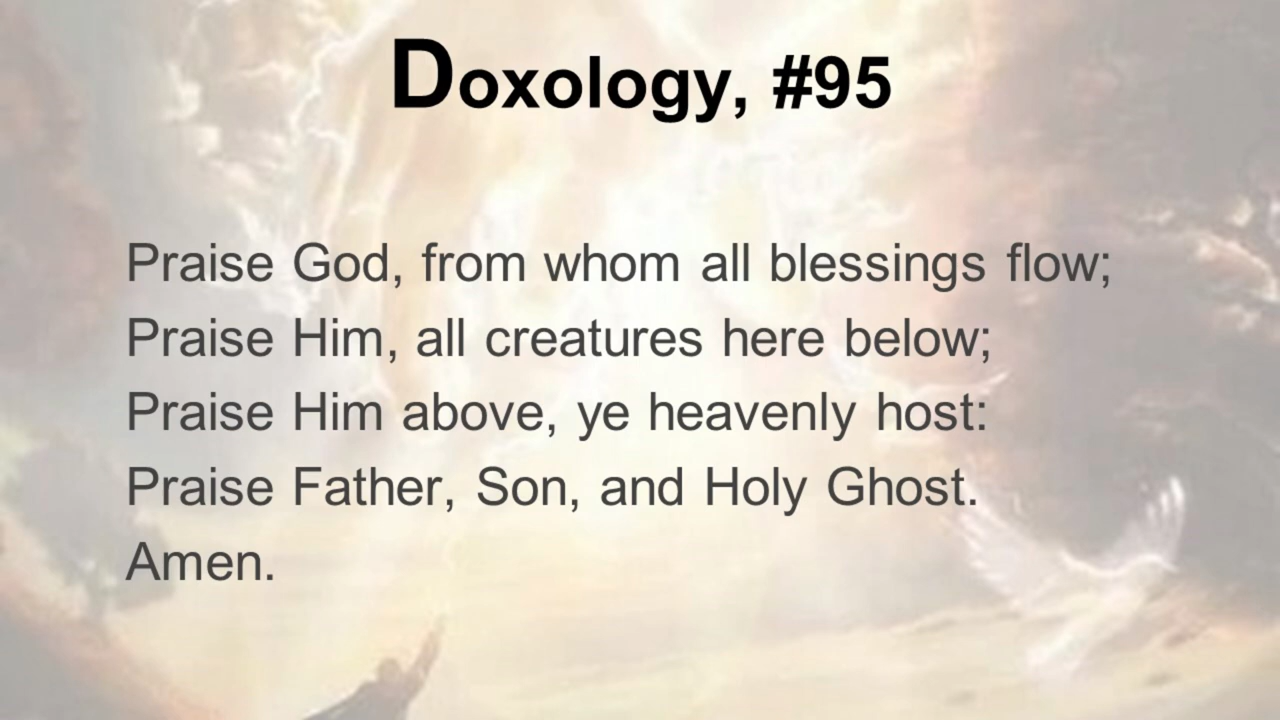 Doxology, #95
Praise God, from whom all blessings flow;
Praise Him, all creatures here below;
Praise Him above, ye heavenly host:
Praise Father, Son, and Holy Ghost.
Amen.